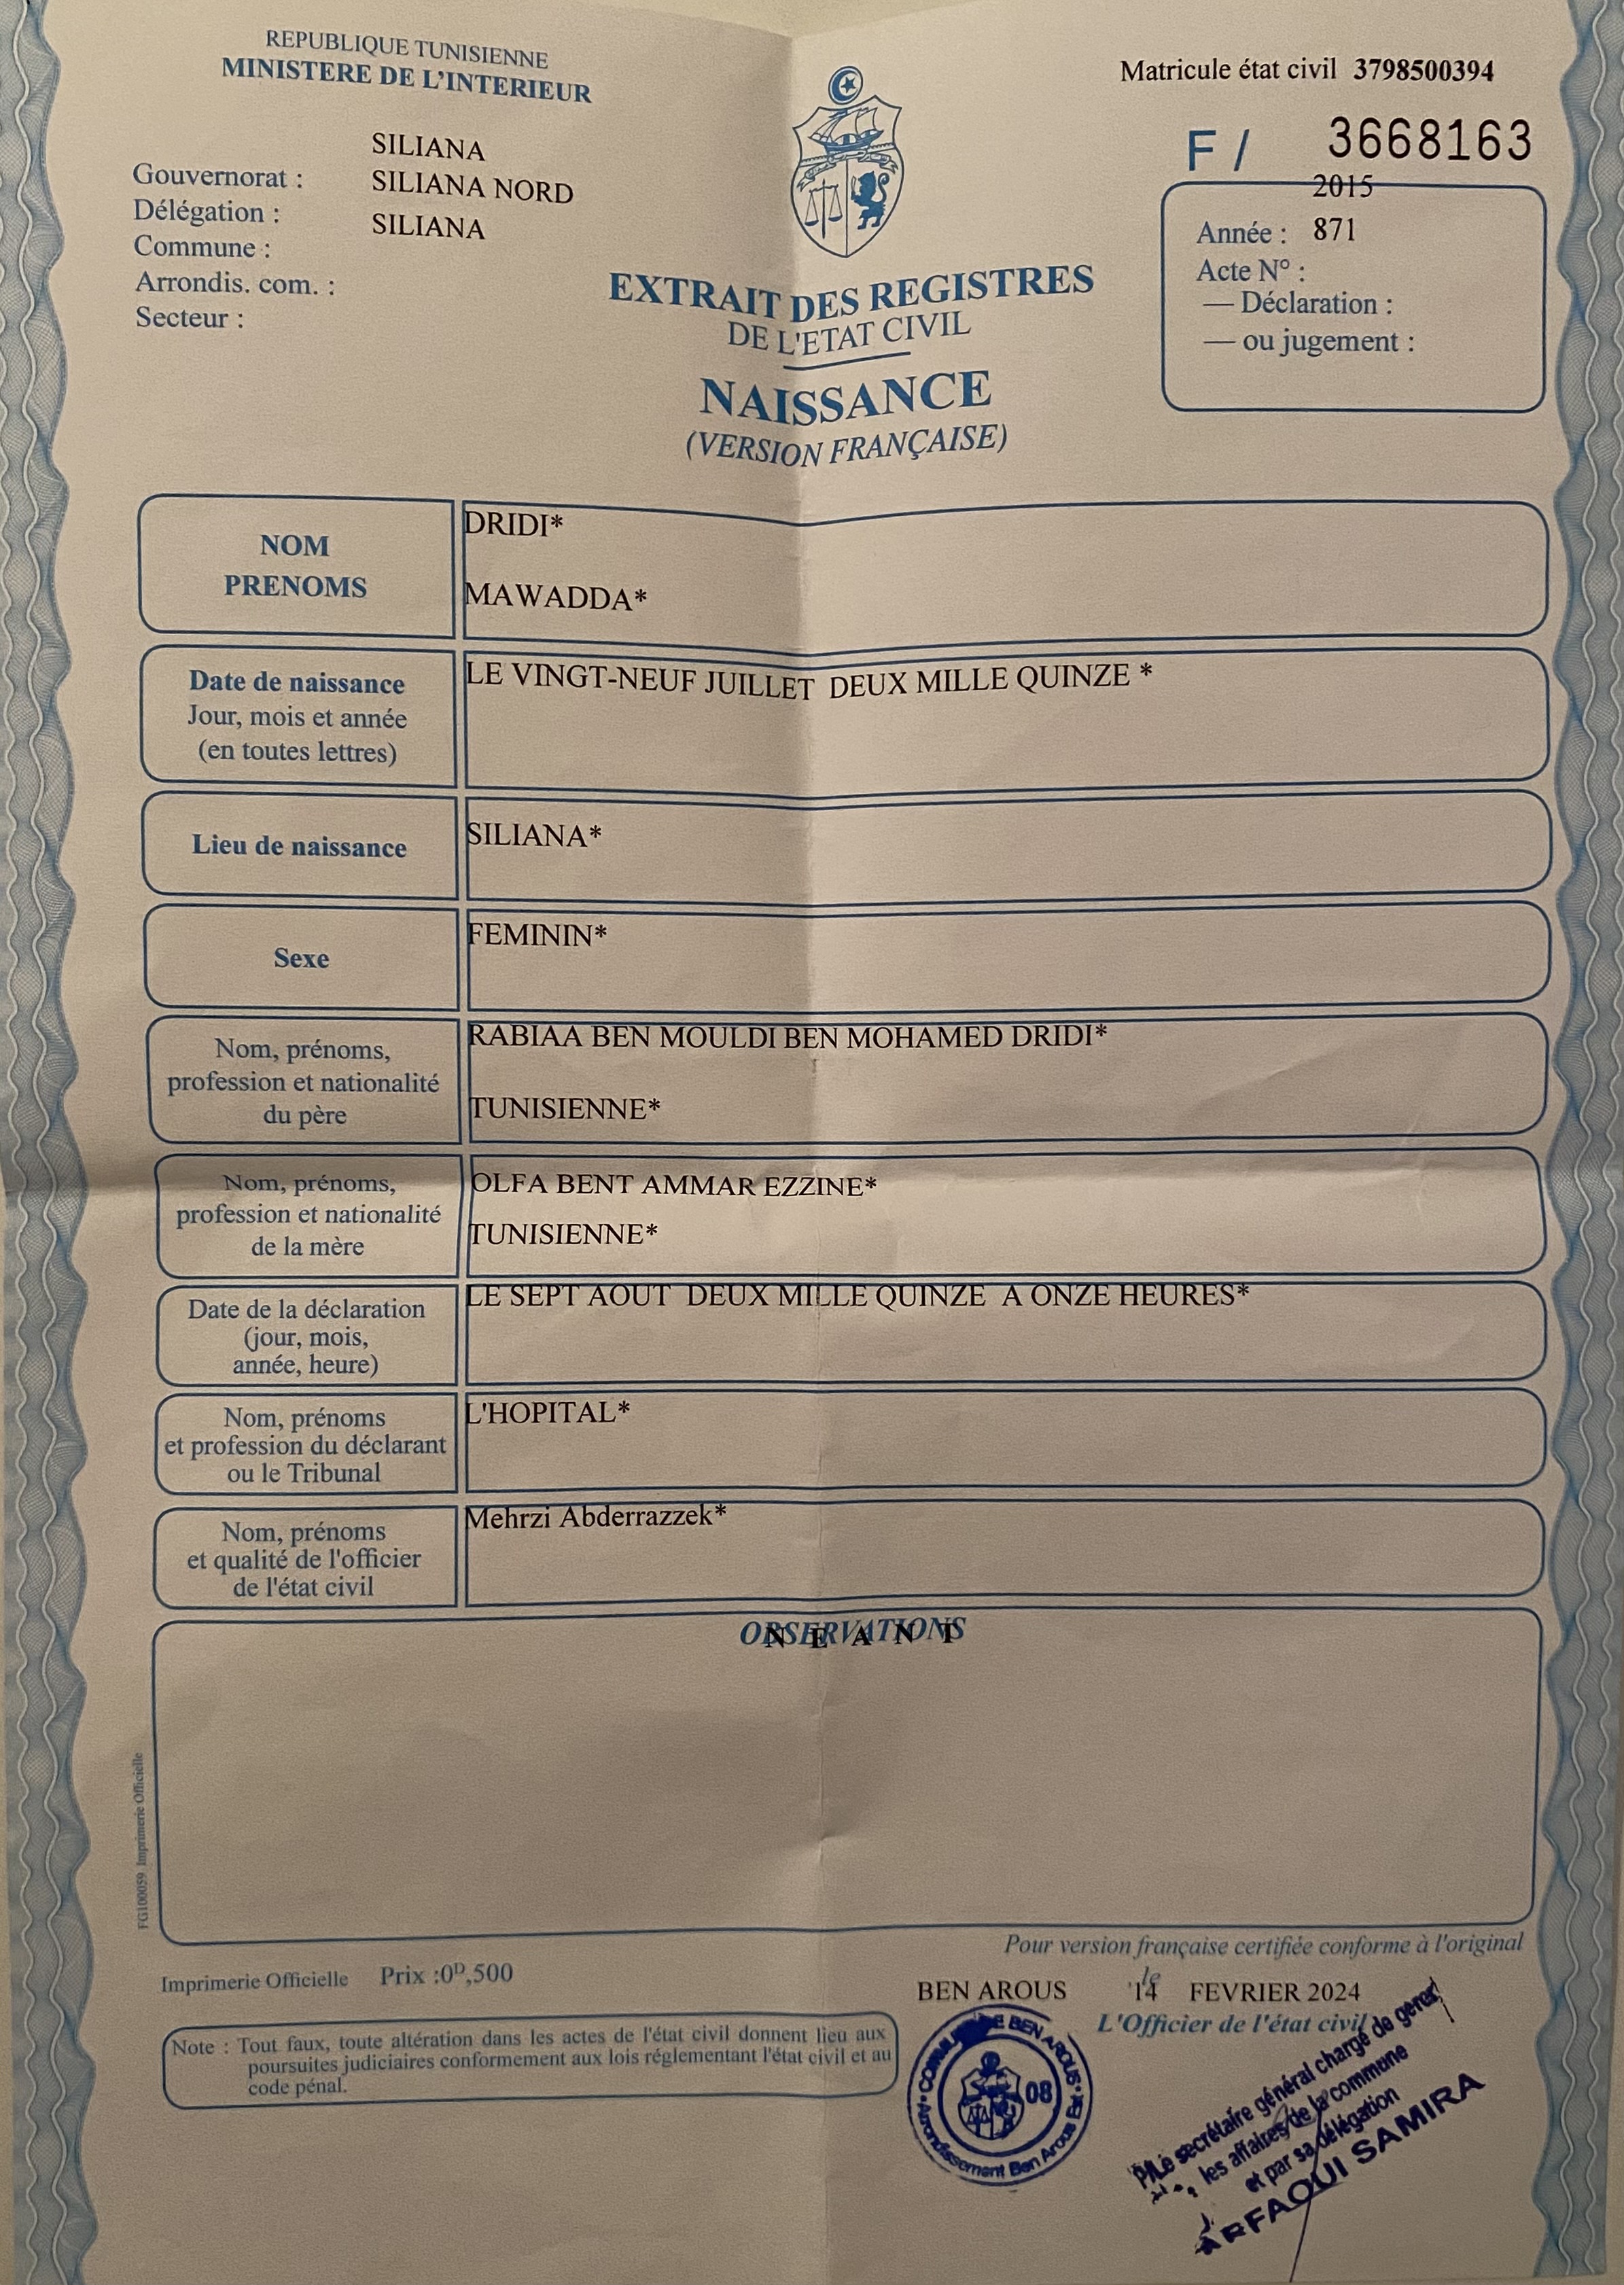 REPUBLIQUE TUNISIENNE
MINISTERE DE L'INTERIEUR
Matricule état civil 3798500394
F / 3668163
SILIANA
Gouvernorat :
SILIANA NORD
Délégation :
SILIANA
Commune :
Arrondis. com. :
Secteur :
2015
Année : 871
Acte N° :
— Déclaration :
— ou jugement :
EXTRAIT DES REGISTRES
DE L'ETAT CIVIL
NAISSANCE
(VERSION FRANÇAISE)
NOM
PRENOMS
DRIDI*
MAWADDA*
Date de naissance
Jour, mois et année
(en toutes lettres)
LE VINGT-NEUF JUILLET DEUX MILLE QUINZE *
Lieu de naissance
SILIANA*
Sexe
FEMININ*
Nom, prénoms,
profession et nationalité
du père
RABIAA BEN MOULDI BEN MOHAMED DRIDI*
TUNISIENNE*
Nom, prénoms,
profession et nationalité
de la mère
OLFA BENT AMMAR EZZINE*
TUNISIENNE*
Date de la déclaration
(jour, mois,
année, heure)
LE SEPT AOUT DEUX MILLE QUINZE A ONZE HEURES*
Nom, prénoms
et profession du déclarant
ou le Tribunal
L'HOPITAL*
Nom, prénoms
et qualité de l'officier
de l'état civil
Mehrzi Abderrazzek*
OBSERVATIONS
N E A N T
FG100059 Imprimerie Officielle
Pour version française certifiée conforme à l'original
Imprimerie Officielle Prix :0ᴰ,500
BEN AROUS le 14 FEVRIER 2024
L'Officier de l'état civil
Note : Tout faux, toute altération dans les actes de l'état civil donnent lieu aux
poursuites judiciaires conformement aux lois réglementant l'état civil et au
code pénal.
BEN AROUS
08
Arrondissement Ben Arous
P/Le secrétaire général chargé de gerer
les affaires de la commune
et par sa délégation
ARFAOUI SAMIRA